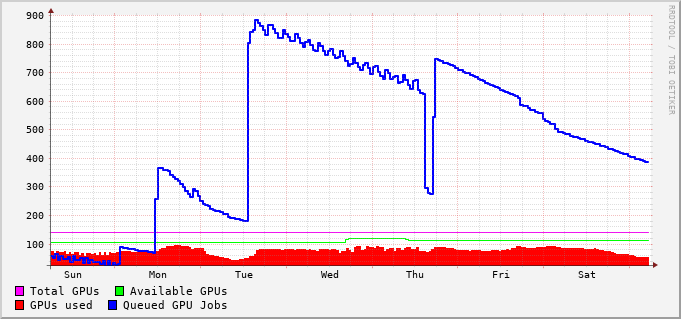 900
800
700
600
500
400
300
200
100
Sun Mon Tue Wed Thu Fri Sat
Total GPUs Available GPUs
GPUs used Queued GPU Jobs
RRDTOOL / TOBI OETIKER